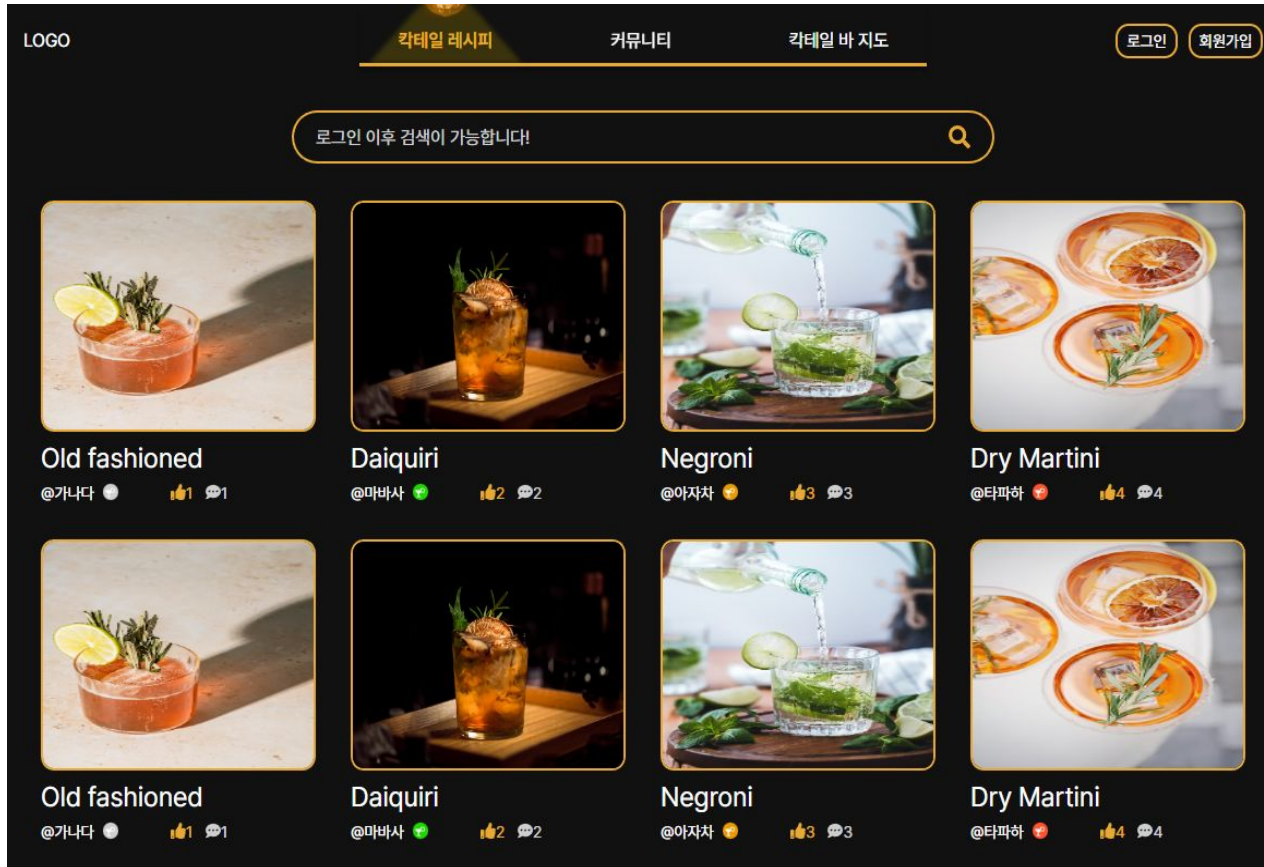 LOGO
칵테일 레시피
커뮤니티
칵테일 바 지도
로그인
회원가입
로그인 이후 검색이 가능합니다!
Old fashioned
@가나다 1 1
Daiquiri
@마바사 2 2
Negroni
@아자차 3 3
Dry Martini
@타파하 4 4
Old fashioned
@가나다 1 1
Daiquiri
@마바사 2 2
Negroni
@아자차 3 3
Dry Martini
@타파하 4 4